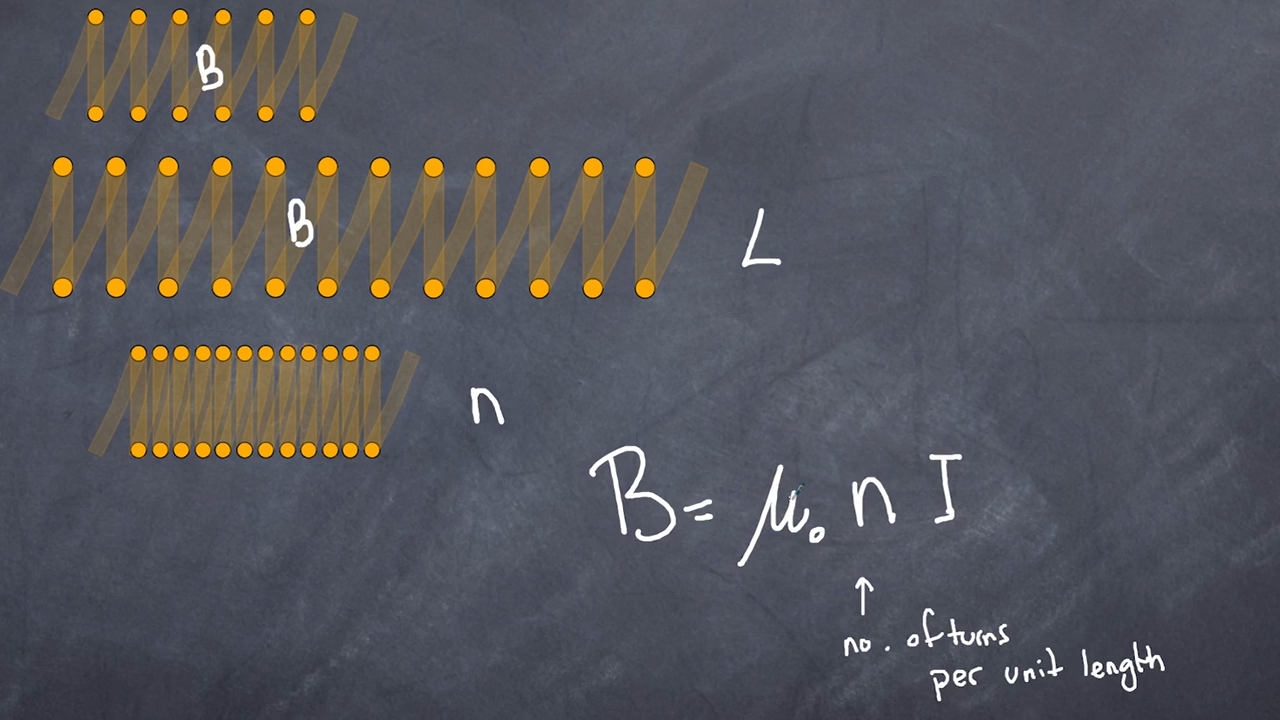 B
B
L
n
B = μ₀ n I
↑
no. of turns
per unit length